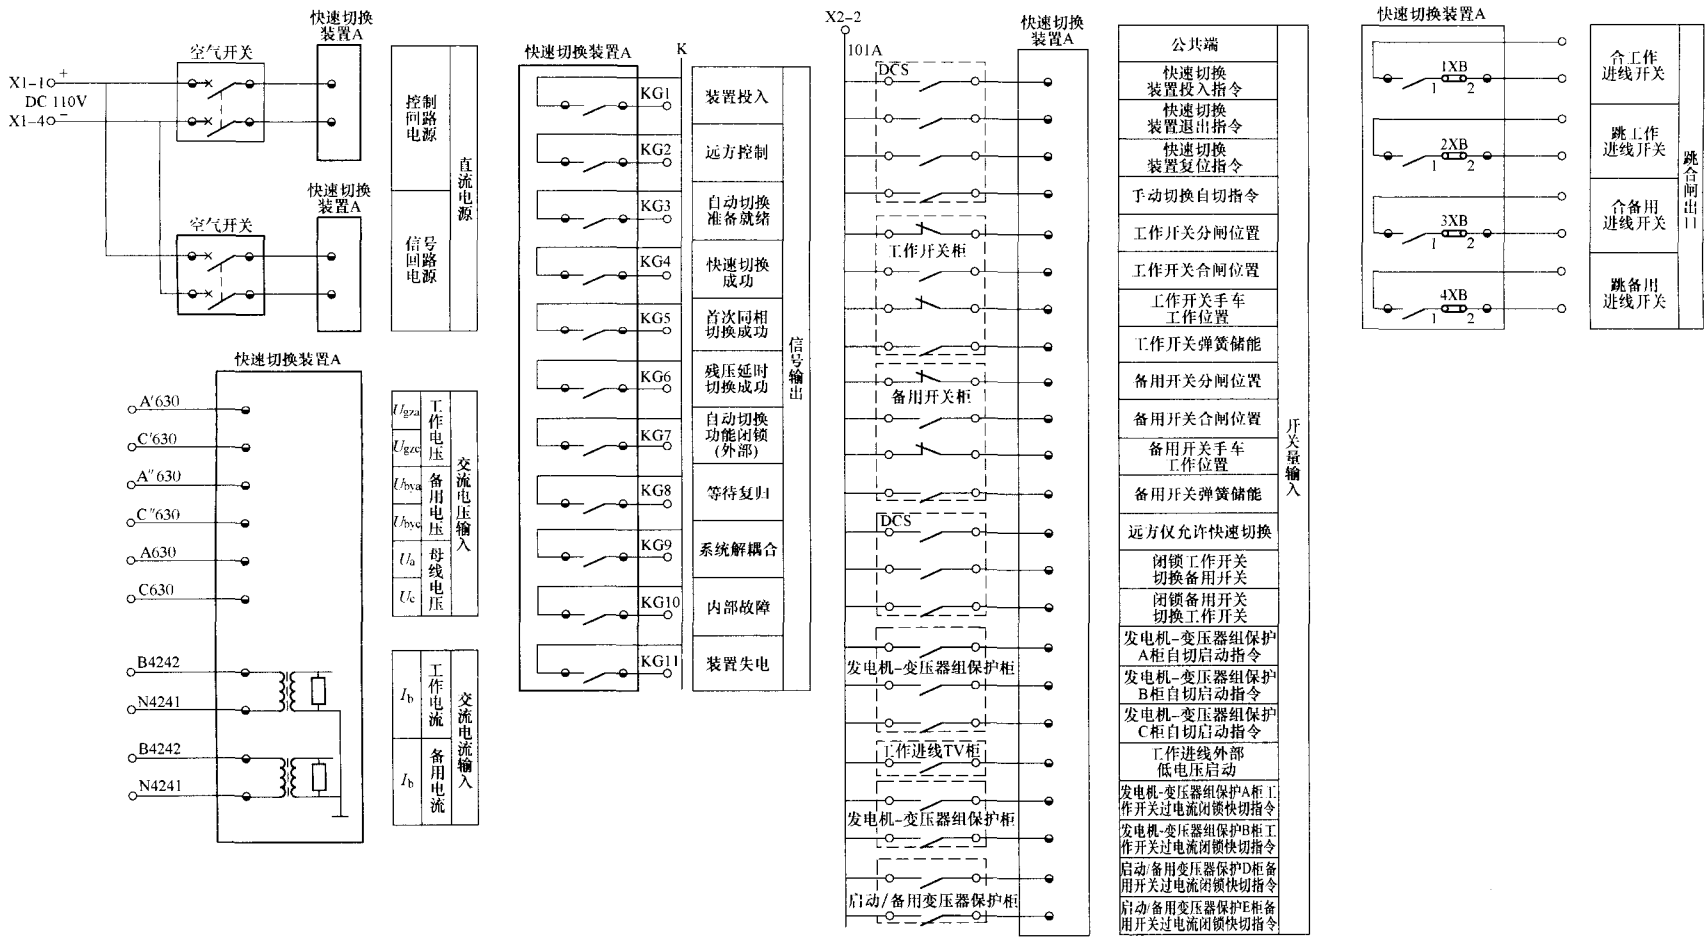 快速切换
装置A
空气开关
X1-1
+
DC 110V
X1-4
−
控制
回路
电源
直流电源
快速切换
装置A
空气开关
信号
回路
电源
快速切换装置A
A′630
C′630
A″630
C″630
A630
C630
Ugza
Ugzc
Ubya
Ubyc
Ua
Uc
工作电压
备用电压
母线电压
交流电压输入
B4242
N4241
B4242
N4241
Ib
工作电流
Ib
备用电流
交流电流输入
快速切换装置A
K
KG1
装置投入
KG2
远方控制
KG3
自动切换
准备就绪
KG4
快速切换
成功
KG5
首次同相
切换成功
KG6
残压延时
切换成功
KG7
自动切换
功能闭锁
(外部)
KG8
等待复归
KG9
系统解耦合
KG10
内部故障
KG11
装置失电
信号输出
X2-2
101A
快速切换
装置A
DCS
工作开关柜
备用开关柜
DCS
发电机-变压器组保护柜
工作进线TV柜
发电机-变压器组保护柜
启动/备用变压器保护柜
公共端
快速切换
装置投入指令
快速切换
装置退出指令
快速切换
装置复位指令
手动切换自切指令
工作开关分闸位置
工作开关合闸位置
工作开关手车
工作位置
工作开关弹簧储能
备用开关分闸位置
备用开关合闸位置
备用开关手车
工作位置
备用开关弹簧储能
远方仅允许快速切换
闭锁工作开关
切换备用开关
闭锁备用开关
切换工作开关
发电机-变压器组保护
A柜自切启动指令
发电机-变压器组保护
B柜自切启动指令
发电机-变压器组保护
C柜自切启动指令
工作进线外部
低电压启动
发电机-变压器组保护A柜工
作开关过电流闭锁快切指令
发电机-变压器组保护B柜工
作开关过电流闭锁快切指令
启动/备用变压器保护D柜备
用开关过电流闭锁快切指令
启动/备用变压器保护E柜备
用开关过电流闭锁快切指令
开关量输入
快速切换装置A
1XB
1 2
合工作
进线开关
2XB
1 2
跳工作
进线开关
3XB
1 2
合备用
进线开关
4XB
1 2
跳备用
进线开关
跳合闸出口